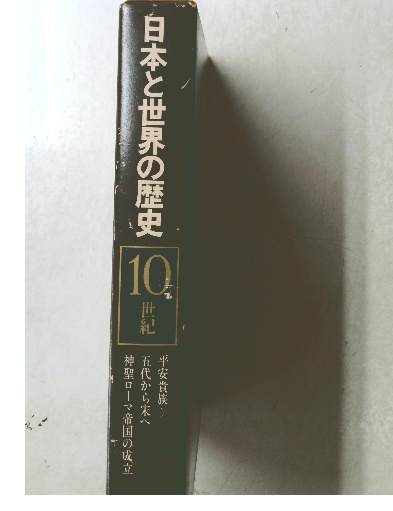 日本と世界の歴史
10
世紀
平安貴族
五代から宋へ
神聖ローマ帝国の成立